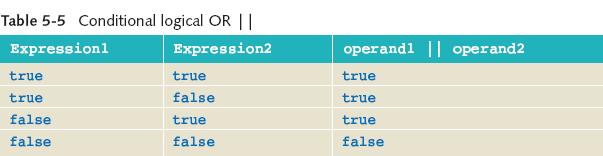 Table 5-5 Conditional logical OR ||
Expression1 Expression2 operand1 || operand2
true true true
true false true
false true true
false false false